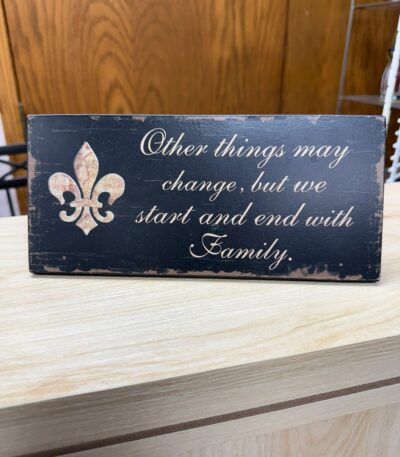 Other things may
change, but we
start and end with
Family.